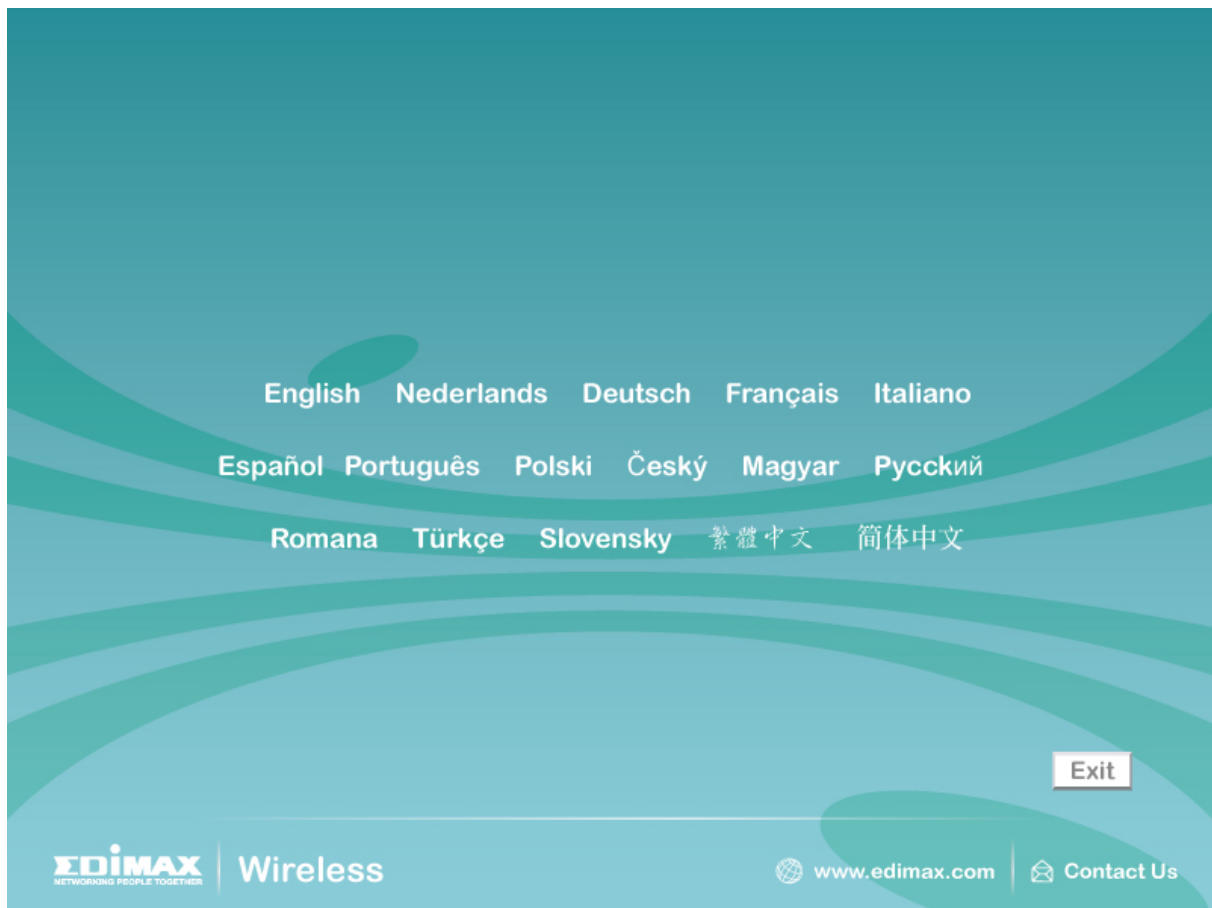 English Nederlands Deutsch Français Italiano
Español Português Polski Český Magyar Pycckий
Romana Türkçe Slovensky 繁體中文 简体中文
Exit
EDIMAX
NETWORKING PEOPLE TOGETHER
Wireless
www.edimax.com
Contact Us